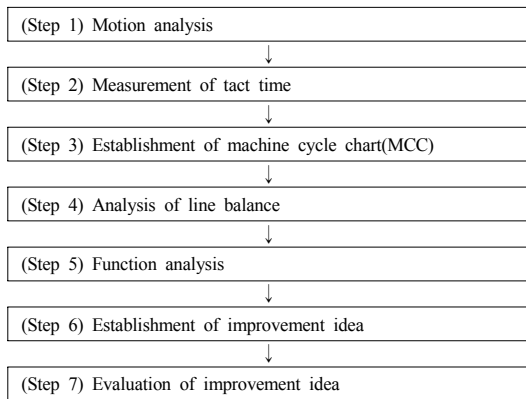 (Step 1) Motion analysis
↓
(Step 2) Measurement of tact time
↓
(Step 3) Establishment of machine cycle chart(MCC)
↓
(Step 4) Analysis of line balance
↓
(Step 5) Function analysis
↓
(Step 6) Establishment of improvement idea
↓
(Step 7) Evaluation of improvement idea